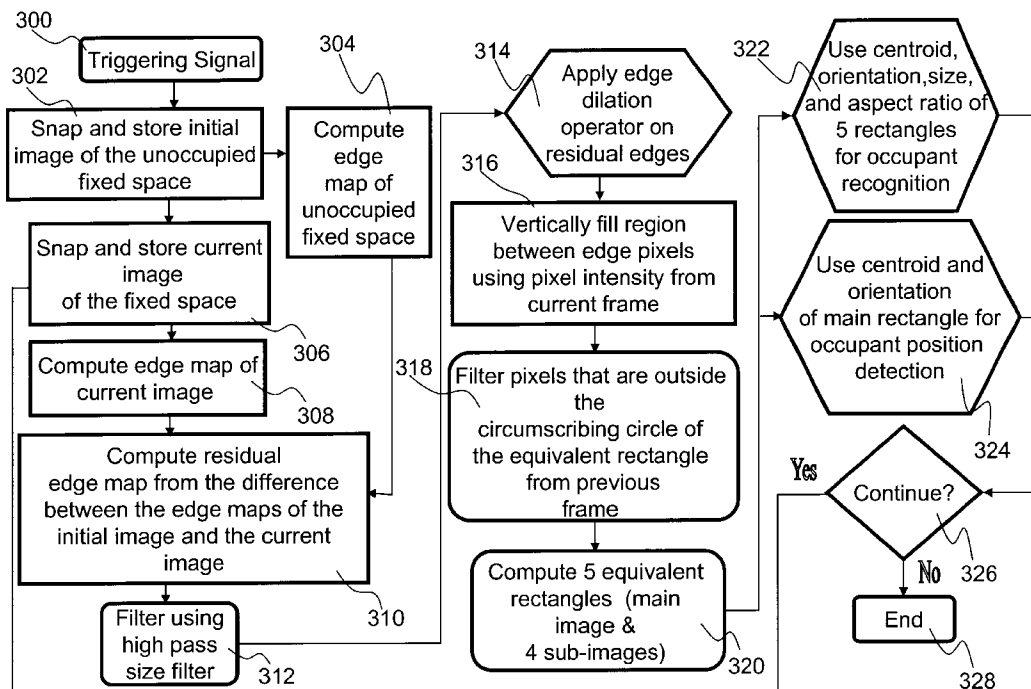 300
Triggering Signal
302
Snap and store initial
image of the unoccupied
fixed space
304
Compute
edge
map of
unoccupied
fixed space
Snap and store current
image
of the fixed space
306
Compute edge map of
current image
308
Compute residual
edge map from the difference
between the edge maps of the
initial image and the current
image
310
Filter using
high pass
size filter
312
314
Apply edge
dilation
operator on
residual edges
316
Vertically fill region
between edge pixels
using pixel intensity from
current frame
318
Filter pixels that are outside
the
circumscribing circle of
the equivalent rectangle
from previous
frame
Compute 5 equivalent
rectangles (main
image &
4 sub-images)
320
322
Use centroid,
orientation,size,
and aspect ratio of
5 rectangles
for occupant
recognition
Use centroid and
orientation
of main rectangle for
occupant position
detection
324
Yes
Continue?
326
No
End
328